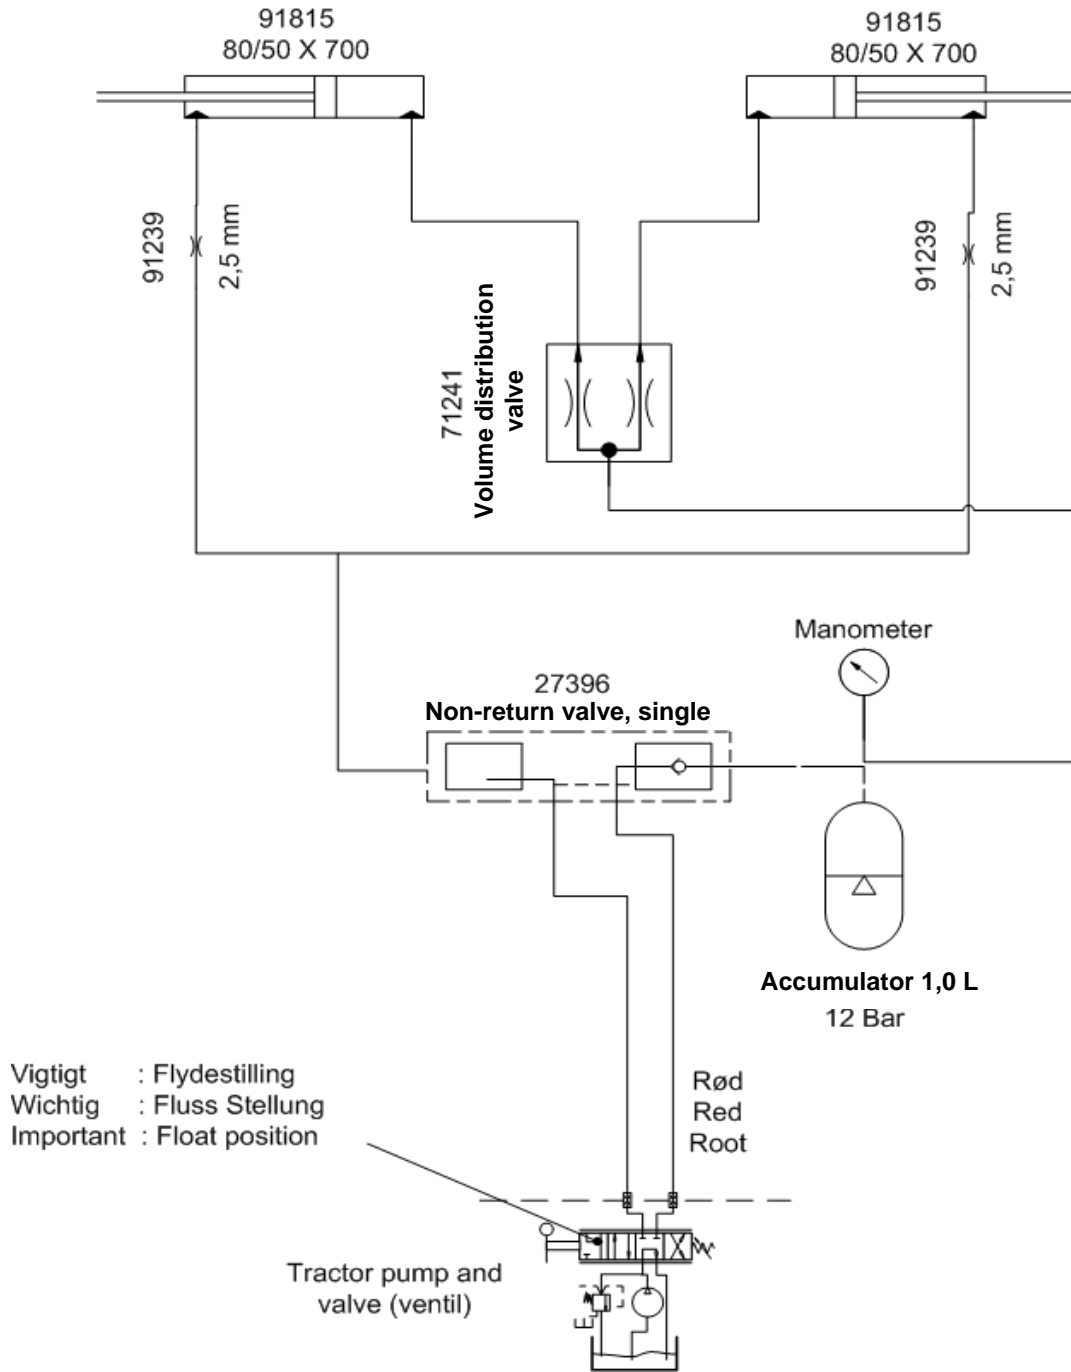 91815
80/50 X 700
91815
80/50 X 700
91239
2,5 mm
71241
Volume distribution
valve
91239
2,5 mm
Manometer
27396
Non-return valve, single
Accumulator 1,0 L
12 Bar
Vigtigt : Flydestilling
Wichtig : Fluss Stellung
Important : Float position
Rød
Red
Root
Tractor pump and
valve (ventil)